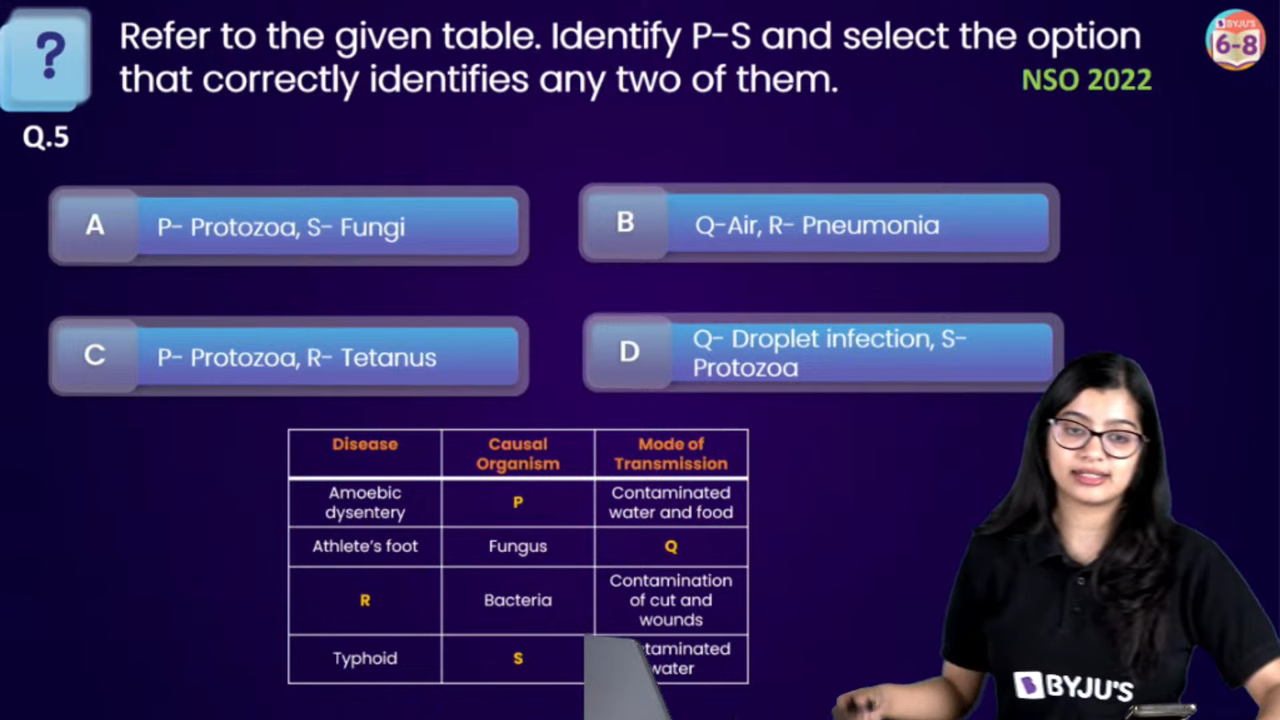 ?
Refer to the given table. Identify P-S and select the option
that correctly identifies any two of them.
NSO 2022
BYJU'S
6-8
Q.5
A
P- Protozoa, S- Fungi
B
Q-Air, R- Pneumonia
C
P- Protozoa, R- Tetanus
D
Q- Droplet infection, S-
Protozoa
Disease
Causal
Organism
Mode of
Transmission
Amoebic
dysentery
P
Contaminated
water and food
Athlete's foot
Fungus
Q
R
Bacteria
Contamination
of cut and
wounds
Typhoid
S
BYJU'S